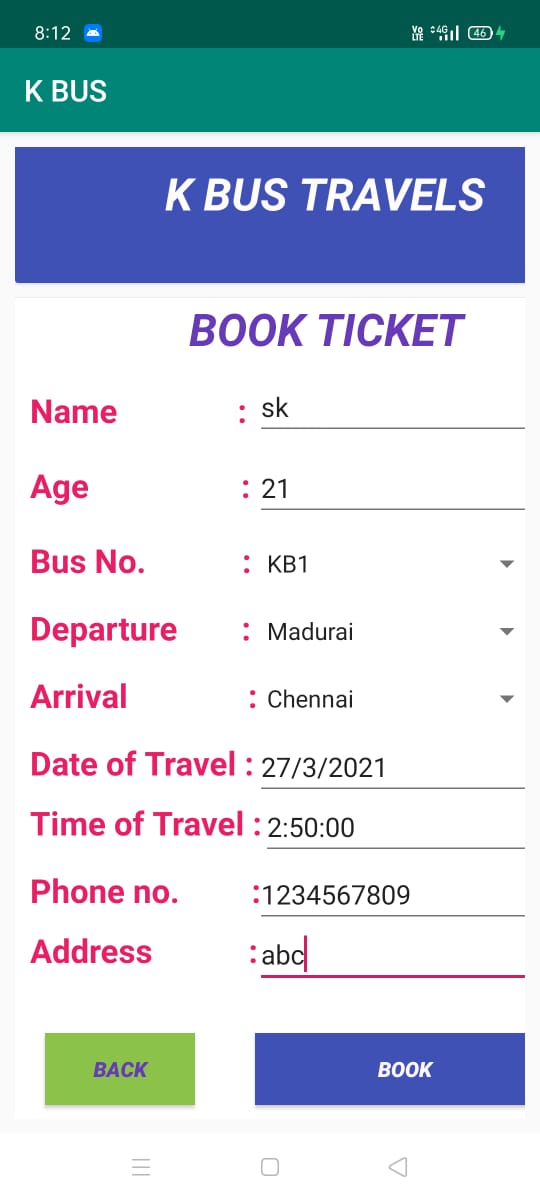 8:12 Vo LTE 4G 46
K BUS
K BUS TRAVELS
BOOK TICKET
Name : sk
Age : 21
Bus No. : KB1
Departure : Madurai
Arrival : Chennai
Date of Travel : 27/3/2021
Time of Travel : 2:50:00
Phone no. :1234567809
Address :abc
BACK BOOK